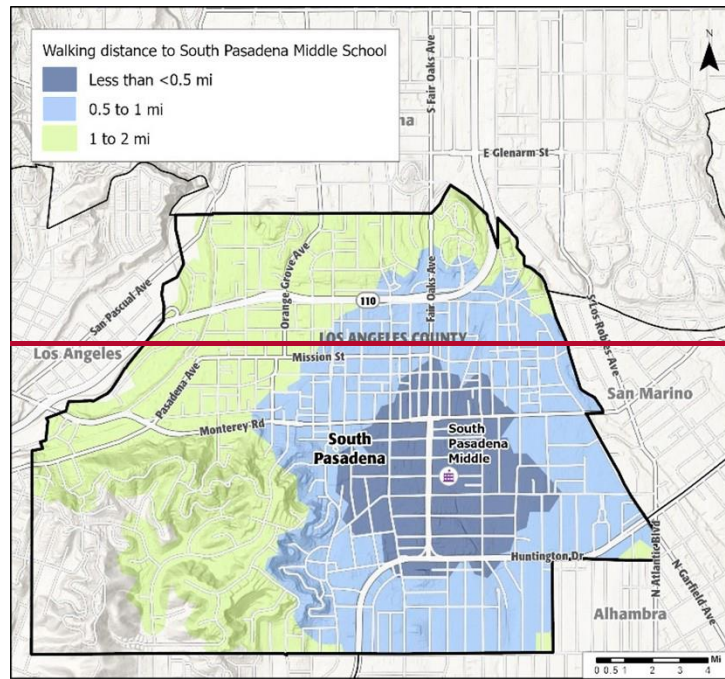 Walking distance to South Pasadena Middle School
Less than <0.5 mi
0.5 to 1 mi
1 to 2 mi
N
S Fair Oaks Ave
na
E Glenarm St
Orange Grove Ave
San Pascual Ave
110
Fair Oaks Ave
S Los Robles Ave
LOS ANGELES COUNTY
Los Angeles
Mission St
Pasadena Ave
San Marino
Monterey Rd
South
Pasadena
South
Pasadena
Middle
Huntington Dr
N Atlantic Blvd
N Garfield Ave
Alhambra
Mi
0 0.5 1 2 3 4